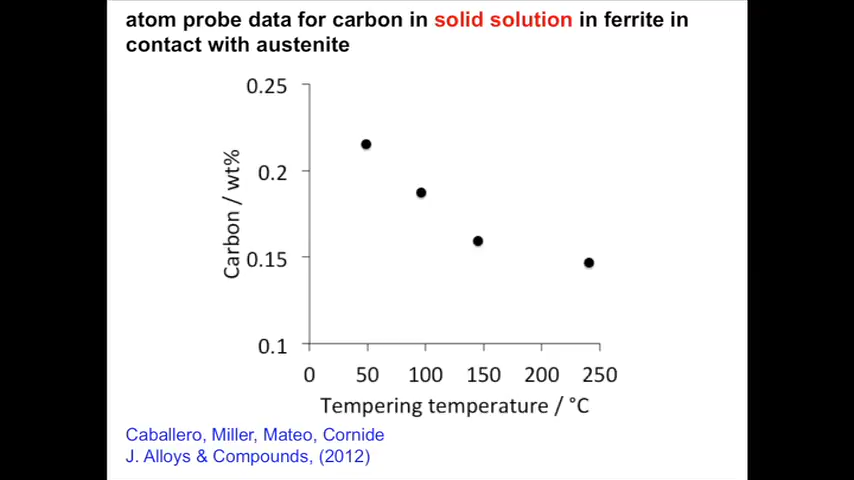 atom probe data for carbon in solid solution in ferrite in
contact with austenite
0.25
0.2
0.15
0.1
Carbon / wt%
0 50 100 150 200 250
Tempering temperature / °C
Caballero, Miller, Mateo, Cornide
J. Alloys & Compounds, (2012)